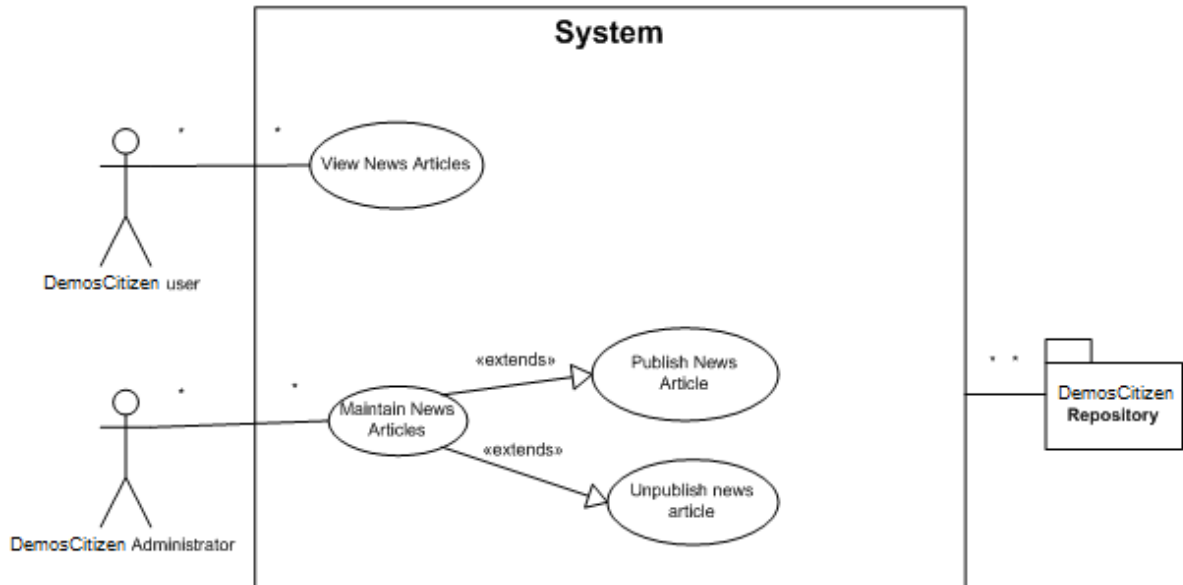 System
* *
View News Articles
DemosCitizen user
«extends»
Publish News
Article
* *
DemosCitizen
Repository
* *
Maintain News
Articles
«extends»
Unpublish news
article
DemosCitizen Administrator